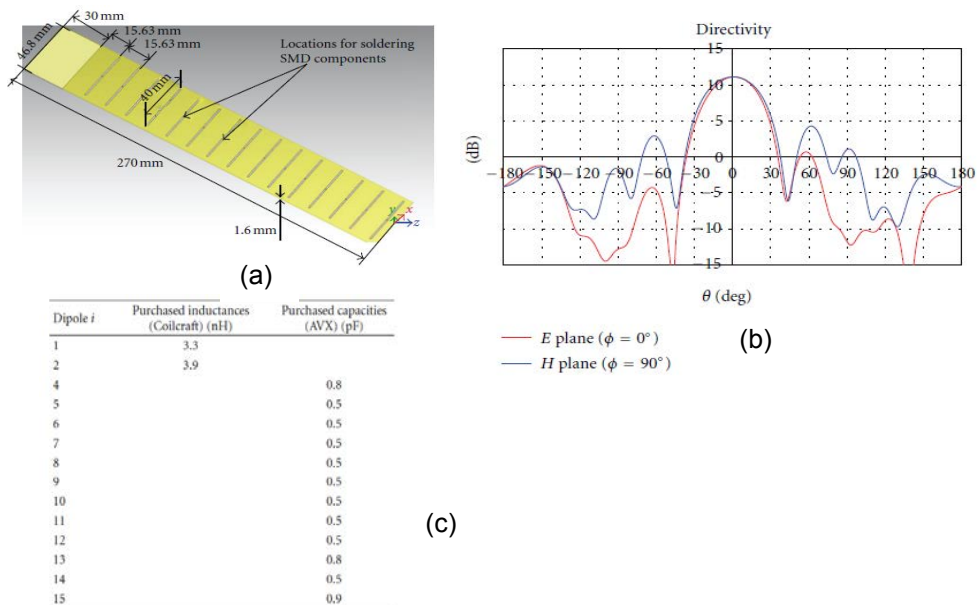 30 mm
15.63 mm
15.63 mm
46.8 mm
40 mm
Locations for soldering
SMD components
270 mm
1.6 mm
y x
z
(a)
Directivity
15
10
5
0
−5
−10
−15
(dB)
−180 −150 −120 −90 −60 −30 0 30 60 90 120 150 180
θ (deg)
E plane (ϕ = 0°)
H plane (ϕ = 90°)
(b)
Dipole i Purchased inductances (Coilcraft) (nH) Purchased capacities (AVX) (pF)
1 3.3
2 3.9
4 0.8
5 0.5
6 0.5
7 0.5
8 0.5
9 0.5
10 0.5
11 0.5
12 0.5
13 0.8
14 0.5
15 0.9
(c)